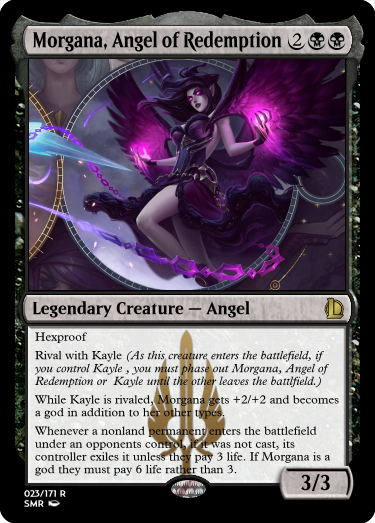 Morgana, Angel of Redemption 2
Legendary Creature — Angel
Hexproof
Rival with Kayle (As this creature enters the battlefield, if
you control Kayle , you must phase out Morgana, Angel
of Redemption or Kayle until the other leaves the battlfield.)
While Kayle is rivaled, Morgana gets +2/+2 and becomes
a god in addition to her other types.
Whenever a nonland permanent enters the battlefield
under an opponents control, if it was not cast, its
controller exiles it unless they pay 3 life. If Morgana is a
god they must pay 6 life rather than 3.
3/3
023/171 R
SMR